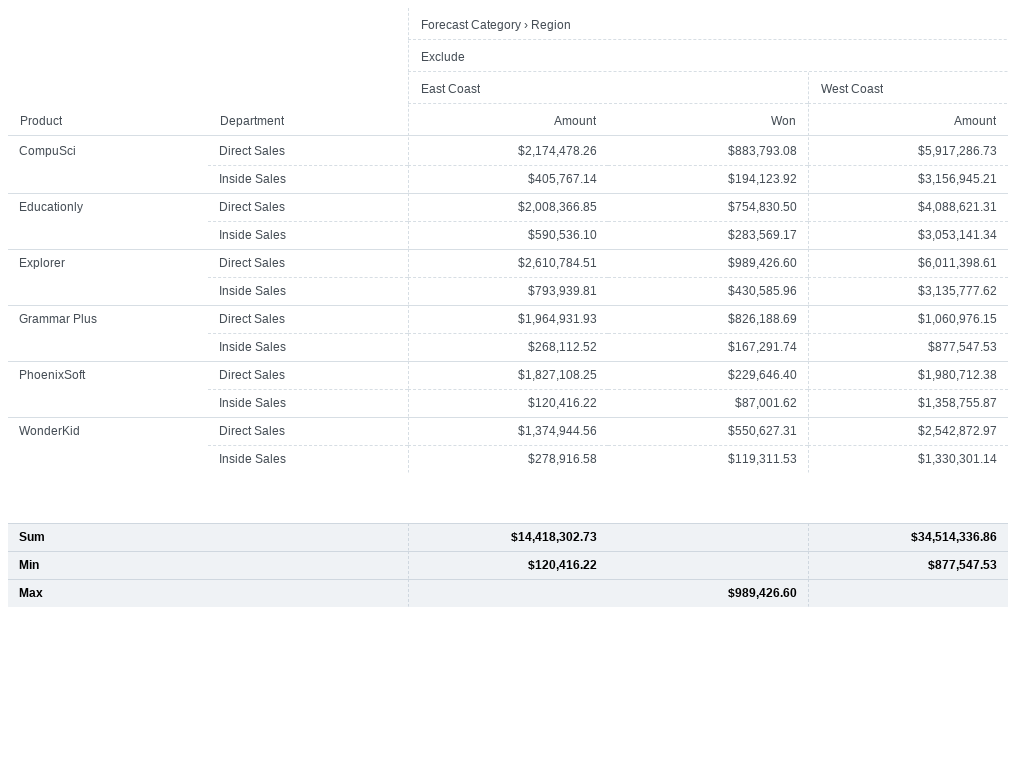 Forecast Category › Region
Exclude
East Coast West Coast
Product Department Amount Won Amount
CompuSci Direct Sales $2,174,478.26 $883,793.08 $5,917,286.73
Inside Sales $405,767.14 $194,123.92 $3,156,945.21
Educationly Direct Sales $2,008,366.85 $754,830.50 $4,088,621.31
Inside Sales $590,536.10 $283,569.17 $3,053,141.34
Explorer Direct Sales $2,610,784.51 $989,426.60 $6,011,398.61
Inside Sales $793,939.81 $430,585.96 $3,135,777.62
Grammar Plus Direct Sales $1,964,931.93 $826,188.69 $1,060,976.15
Inside Sales $268,112.52 $167,291.74 $877,547.53
PhoenixSoft Direct Sales $1,827,108.25 $229,646.40 $1,980,712.38
Inside Sales $120,416.22 $87,001.62 $1,358,755.87
WonderKid Direct Sales $1,374,944.56 $550,627.31 $2,542,872.97
Inside Sales $278,916.58 $119,311.53 $1,330,301.14
Sum $14,418,302.73 $34,514,336.86
Min $120,416.22 $877,547.53
Max $989,426.60